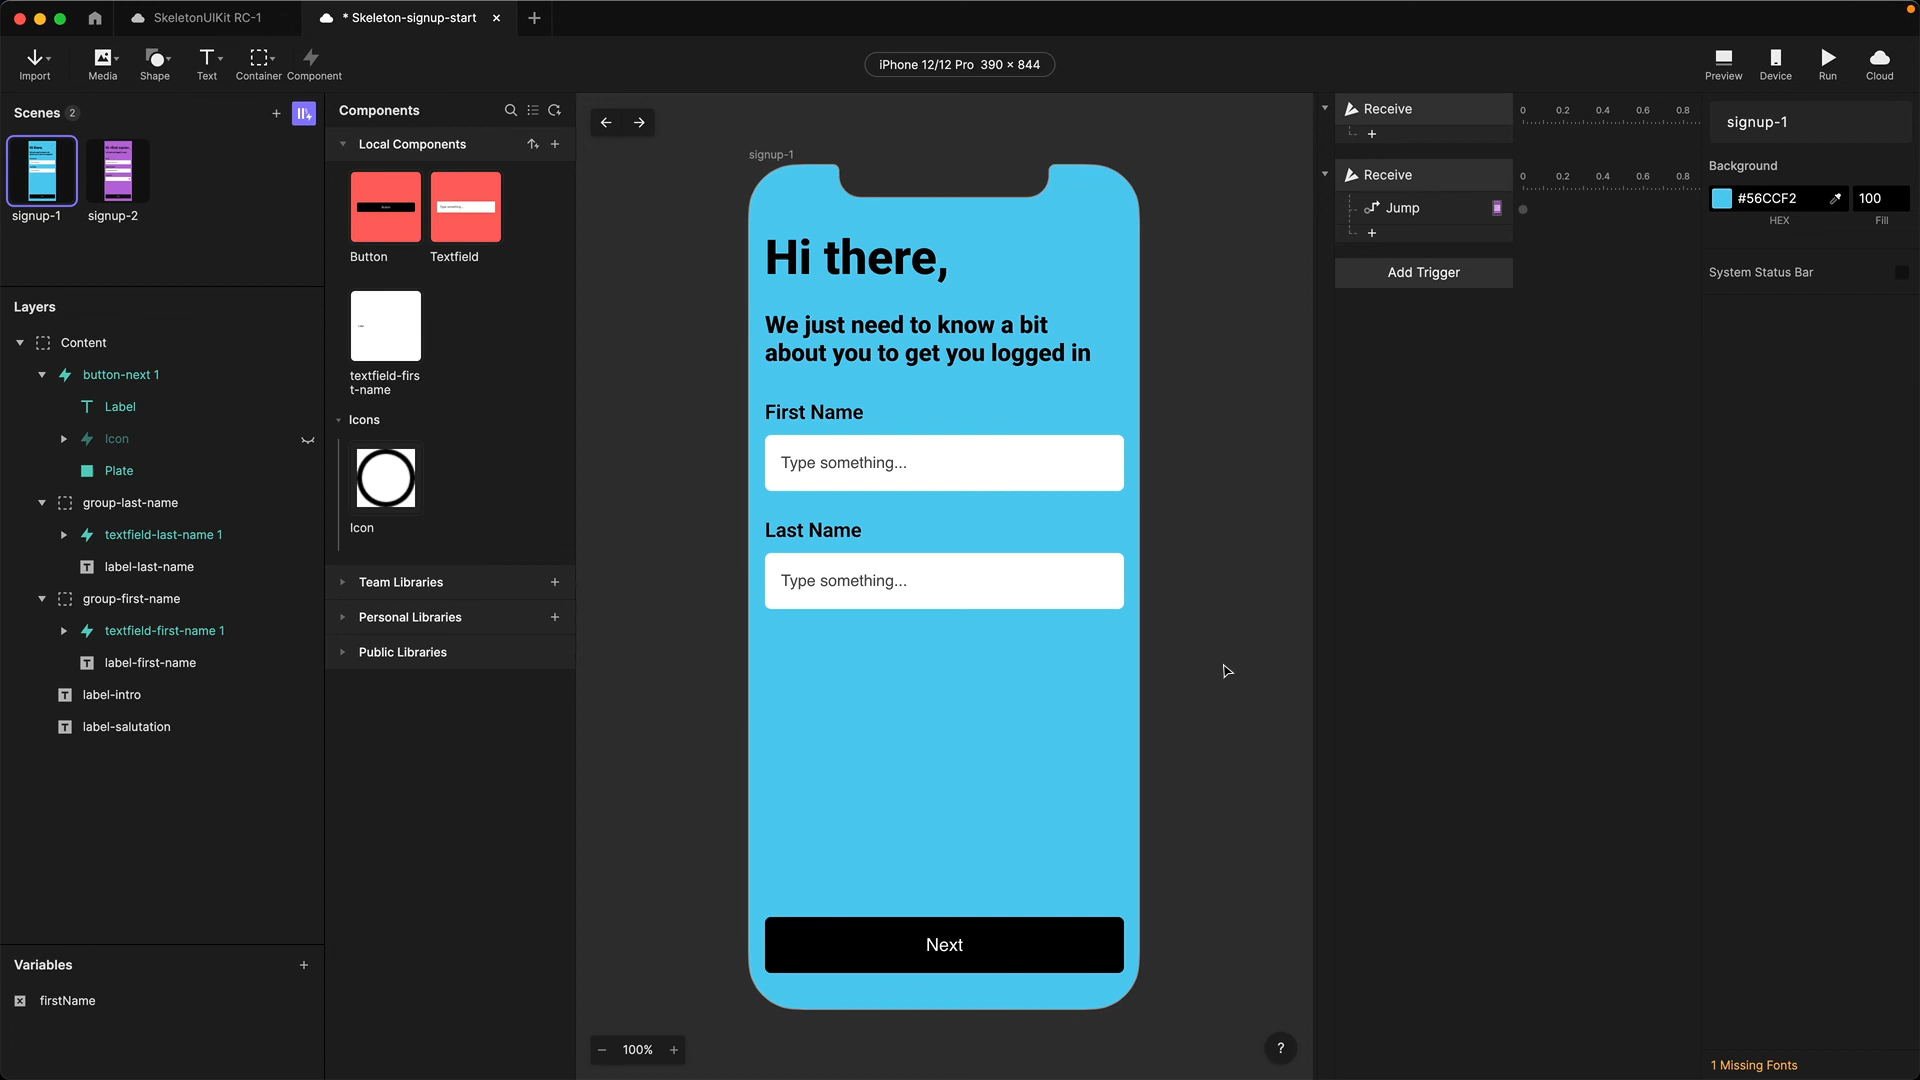 SkeletonUIKit RC-1
* Skeleton-signup-start
Import
Media
Shape
Text
Container
Component
iPhone 12/12 Pro 390 × 844
Preview
Device
Run
Cloud
Scenes 2
signup-1
signup-2
Layers
Content
button-next 1
Label
Icon
Plate
group-last-name
textfield-last-name 1
label-last-name
group-first-name
textfield-first-name 1
label-first-name
label-intro
label-salutation
Variables
firstName
Components
Local Components
Button
Textfield
textfield-firs
t-name
Icons
Icon
Team Libraries
Personal Libraries
Public Libraries
signup-1
Hi there,
We just need to know a bit
about you to get you logged in
First Name
Type something...
Last Name
Type something...
Next
100%
?
Receive
0 0.2 0.4 0.6 0.8
Receive
0 0.2 0.4 0.6 0.8
Jump
Add Trigger
signup-1
Background
#56CCF2
100
HEX
Fill
System Status Bar
1 Missing Fonts